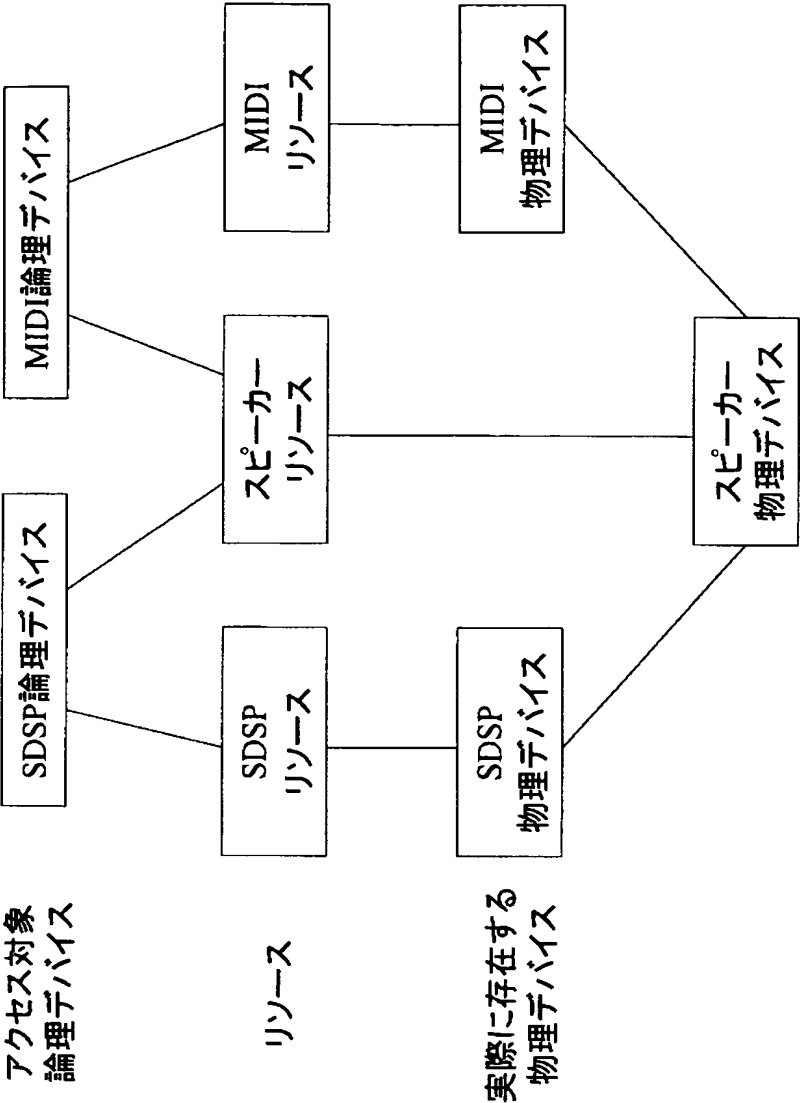 アクセス対象
論理デバイス
SDSP論理デバイス
MIDI論理デバイス
リソース
SDSP
リソース
スピーカー
リソース
MIDI
リソース
実際に存在する
物理デバイス
SDSP
物理デバイス
MIDI
物理デバイス
スピーカー
物理デバイス